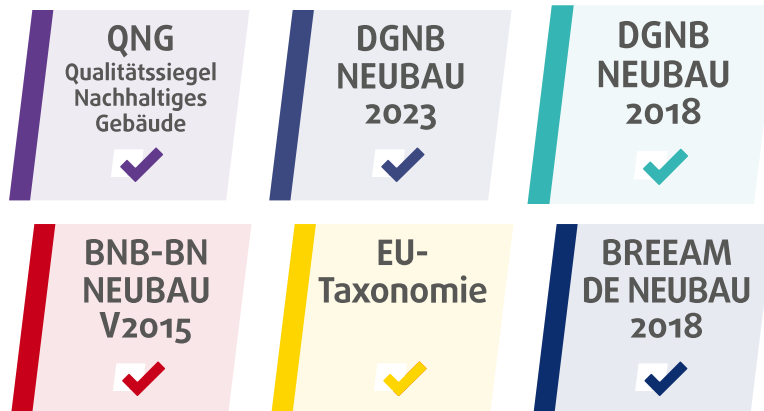 QNG
Qualitätssiegel
Nachhaltiges
Gebäude
DGNB
NEUBAU
2023
DGNB
NEUBAU
2018
BNB-BN
NEUBAU
V2015
EU-
Taxonomie
BREEAM
DE NEUBAU
2018